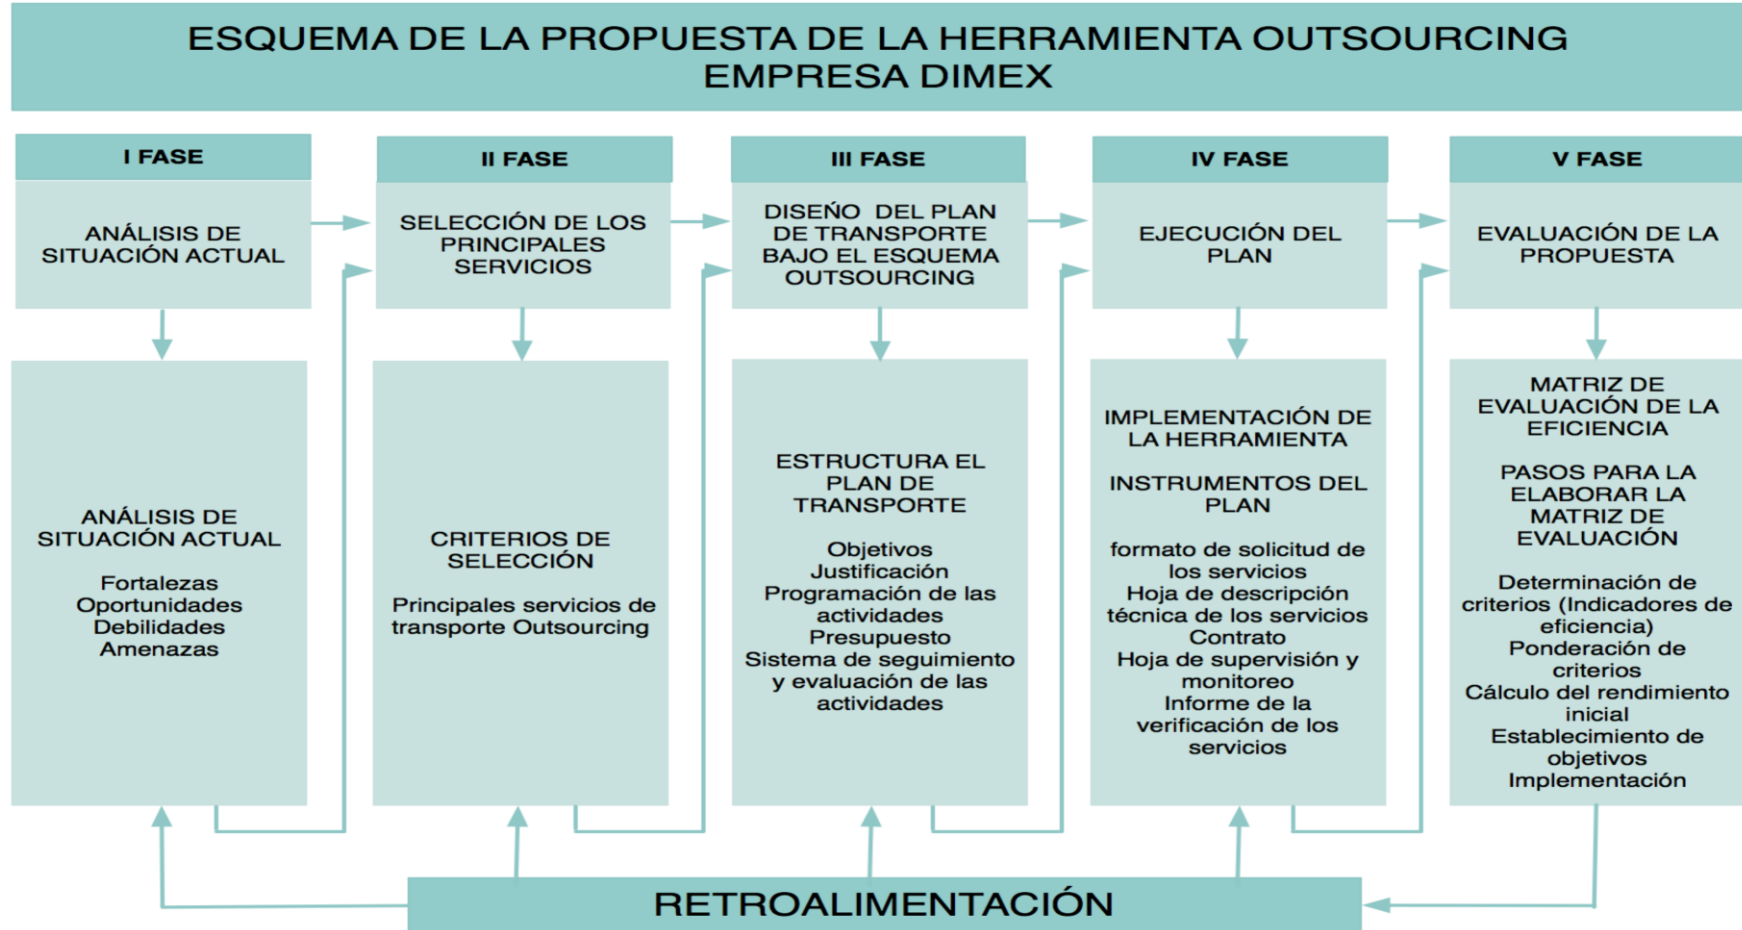 ESQUEMA DE LA PROPUESTA DE LA HERRAMIENTA OUTSOURCING
EMPRESA DIMEX
I FASE
ANÁLISIS DE
SITUACIÓN ACTUAL
II FASE
SELECCIÓN DE LOS
PRINCIPALES
SERVICIOS
III FASE
DISEŃO DEL PLAN
DE TRANSPORTE
BAJO EL ESQUEMA
OUTSOURCING
IV FASE
EJECUCIÓN DEL
PLAN
V FASE
EVALUACIÓN DE LA
PROPUESTA
ANÁLISIS DE
SITUACIÓN ACTUAL
Fortalezas
Oportunidades
Debilidades
Amenazas
CRITERIOS DE
SELECCIÓN
Principales servicios de
transporte Outsourcing
ESTRUCTURA EL
PLAN DE
TRANSPORTE
Objetivos
Justificación
Programación de las
actividades
Presupuesto
Sistema de seguimiento
y evaluación de las
actividades
IMPLEMENTACIÓN DE
LA HERRAMIENTA
INSTRUMENTOS DEL
PLAN
formato de solicitud de
los servicios
Hoja de descripción
técnica de los servicios
Contrato
Hoja de supervisión y
monitoreo
Informe de la
verificación de los
servicios
MATRIZ DE
EVALUACIÓN DE LA
EFICIENCIA
PASOS PARA LA
ELABORAR LA
MATRIZ DE
EVALUACIÓN
Determinación de
criterios (Indicadores de
eficiencia)
Ponderación de
criterios
Cálculo del rendimiento
inicial
Establecimiento de
objetivos
Implementación
RETROALIMENTACIÓN